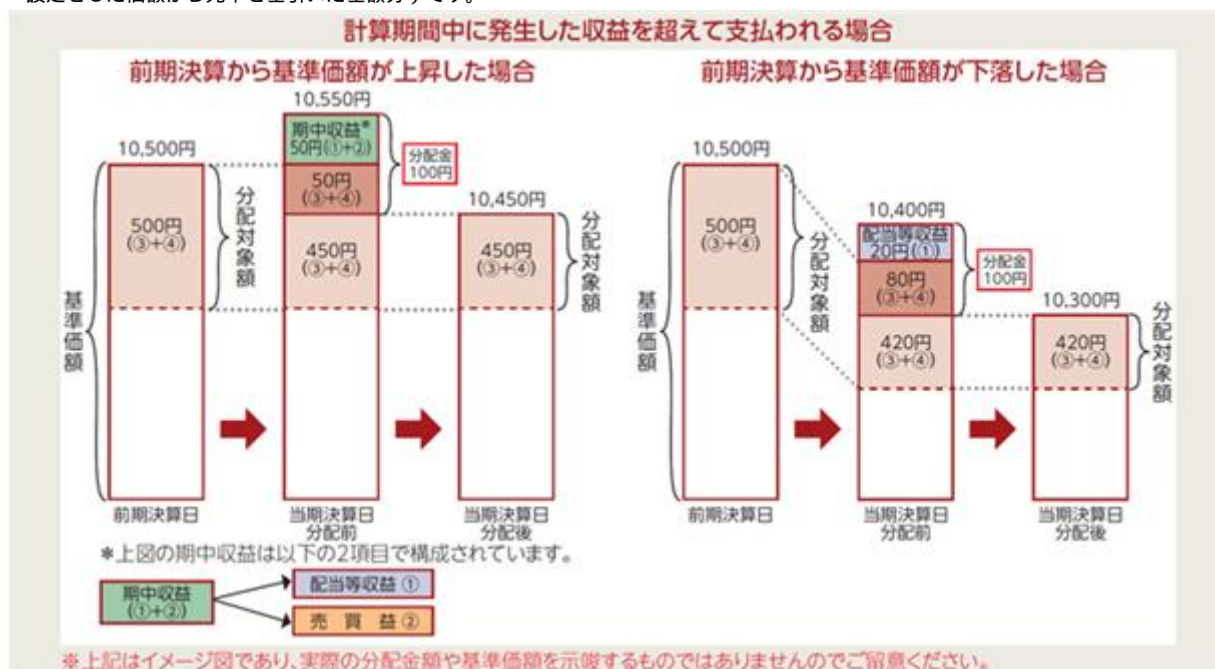 計算期間中に発生した収益を超えて支払われる場合
前期決算から基準価額が上昇した場合
10,500円
500円
(③+④)
分配対象額
基準価額
前期決算日
10,550円
期中収益*
50円(①+②)
50円
(③+④)
450円
(③+④)
分配金
100円
当期決算日
分配前
10,450円
450円
(③+④)
分配対象額
当期決算日
分配後
*上図の期中収益は以下の2項目で構成されています。
期中収益
(①+②)
配当等収益 ①
売 買 益 ②
前期決算から基準価額が下落した場合
10,500円
500円
(③+④)
分配対象額
基準価額
前期決算日
10,400円
配当等収益
20円(①)
80円
(③+④)
420円
(③+④)
分配金
100円
当期決算日
分配前
10,300円
420円
(③+④)
分配対象額
当期決算日
分配後
※上記はイメージ図であり、実際の分配金額や基準価額を示唆するものではありませんのでご留意ください。